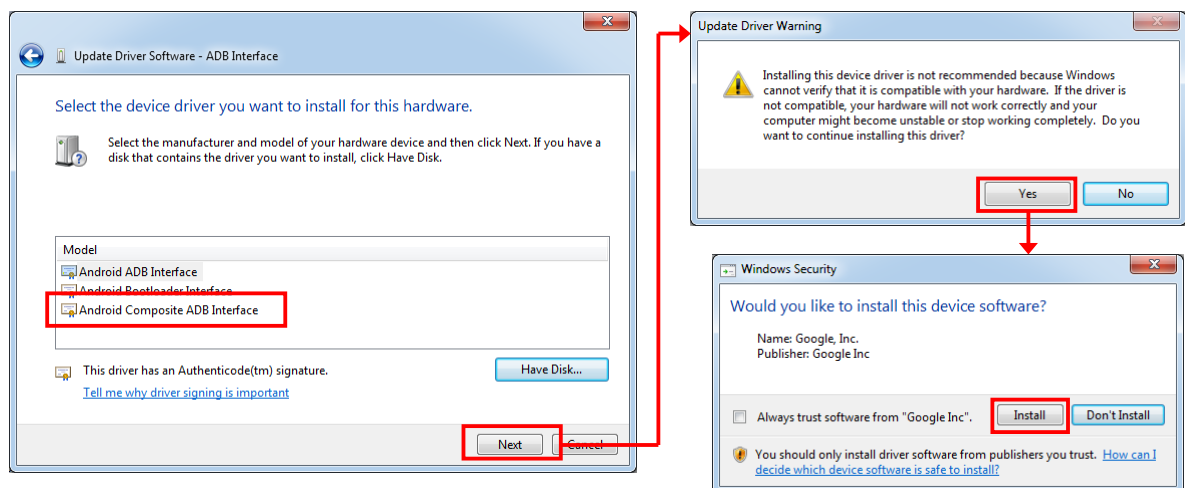 Update Driver Software - ADB Interface
Select the device driver you want to install for this hardware.
Select the manufacturer and model of your hardware device and then click Next. If you have a
disk that contains the driver you want to install, click Have Disk.
Model
Android ADB Interface
Android Bootloader Interface
Android Composite ADB Interface
This driver has an Authenticode(tm) signature.
Have Disk...
Tell me why driver signing is important
Next
Cancel
Update Driver Warning
Installing this device driver is not recommended because Windows
cannot verify that it is compatible with your hardware. If the driver is
not compatible, your hardware will not work correctly and your
computer might become unstable or stop working completely. Do you
want to continue installing this driver?
Yes
No
Windows Security
Would you like to install this device software?
Name: Google, Inc.
Publisher: Google Inc
Always trust software from "Google Inc".
Install
Don't Install
You should only install driver software from publishers you trust. How can I
decide which device software is safe to install?